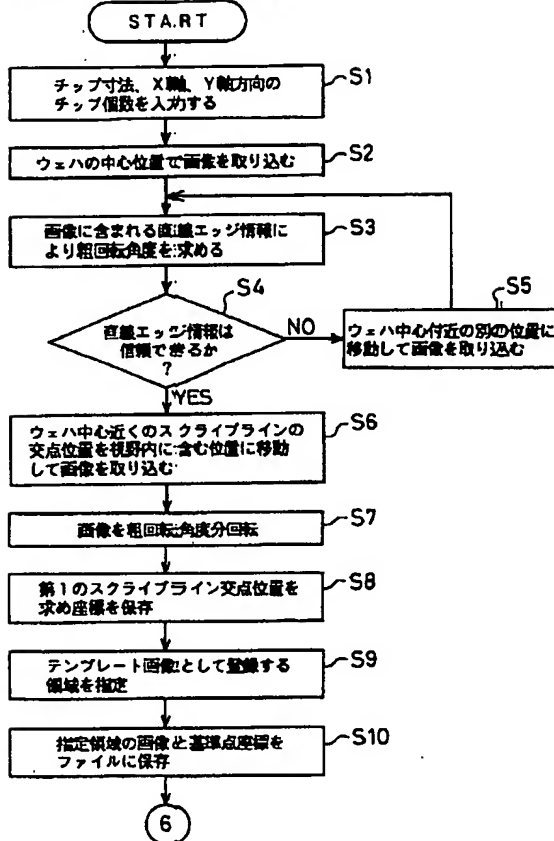 START
チップ寸法、X軸、Y軸方向の
チップ個数を入力する
S1
ウェハの中心位置で画像を取り込む
S2
画像に含まれる直線エッジ情報に
より粗回転角度を求める
S3
S4
直線エッジ情報は
信頼できるか
?
NO
S5
ウェハ中心付近の別の位置に
移動して画像を取り込む
YES
ウェハ中心近くのスクライブラインの
交点位置を視野内に含む位置に移動
して画像を取り込む
S6
画像を粗回転角度分回転
S7
第1のスクライブライン交点位置を
求め座標を保存
S8
テンプレート画像として登録する
領域を指定
S9
指定領域の画像と基準点座標を
ファイルに保存
S10
6